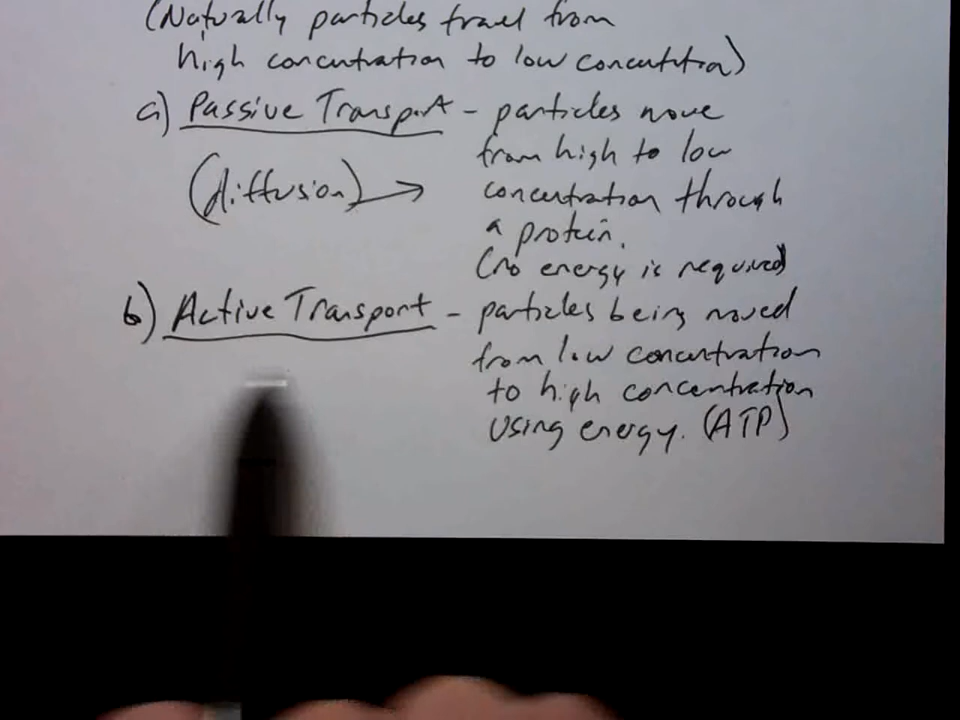 (Naturally particles travel from
high concentration to low concentration)
a) Passive Transport - particles move
from high to low
(diffusion) → concentration through
a protein.
(no energy is required)
b) Active Transport - particles being moved
from low concentration
to high concentration
using energy. (ATP)